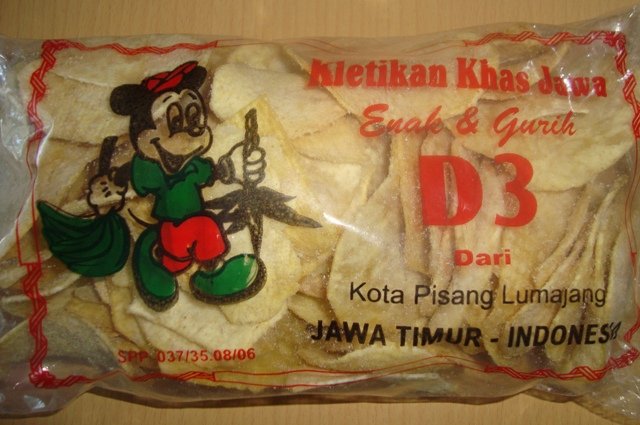 Kletikan Khas Jawa
Enak & Gurih
D3
Dari
Kota Pisang Lumajang
JAWA TIMUR - INDONESIA
SPP. 037/35.08/06